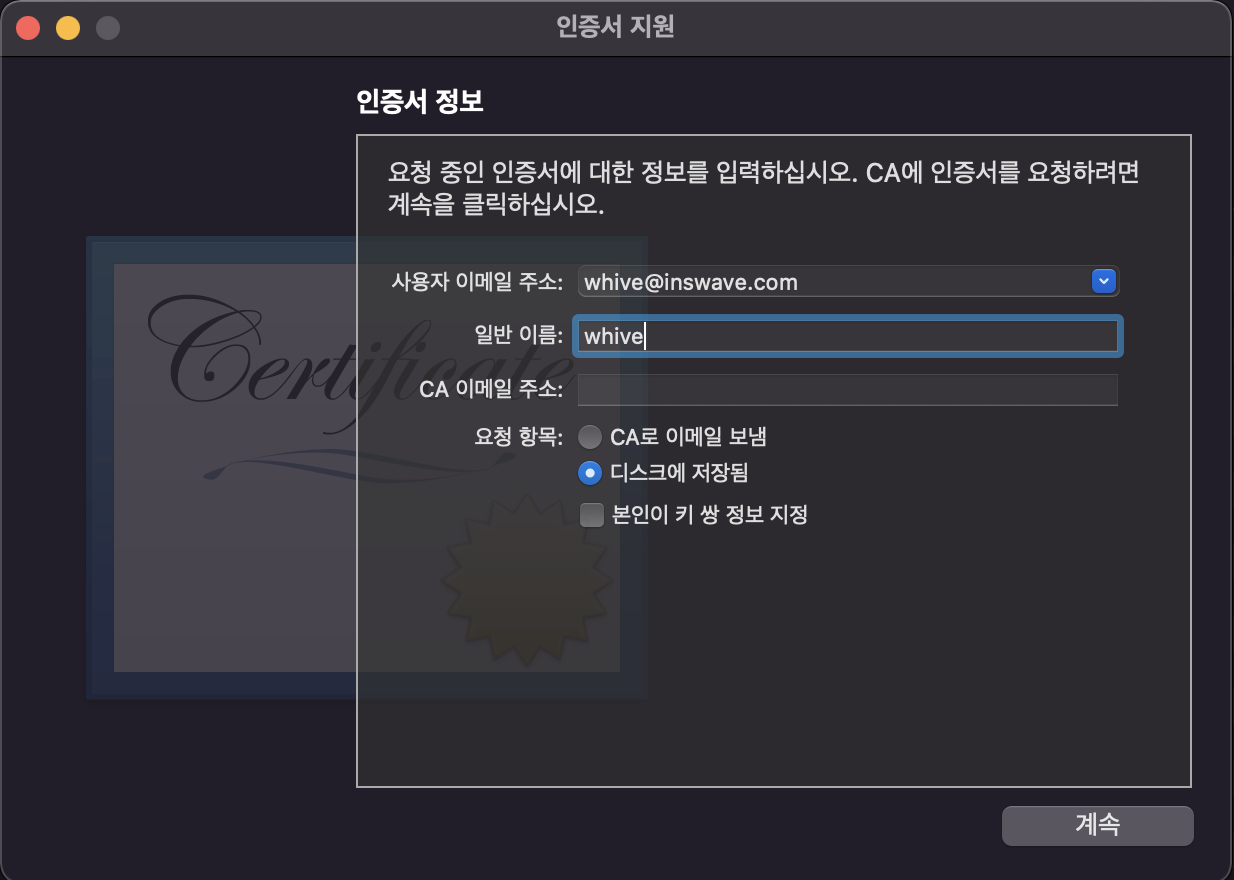 인증서 지원
인증서 정보
요청 중인 인증서에 대한 정보를 입력하십시오. CA에 인증서를 요청하려면
계속을 클릭하십시오.
사용자 이메일 주소: whive@inswave.com
일반 이름: whive
CA 이메일 주소:
요청 항목: CA로 이메일 보냄
디스크에 저장됨
본인이 키 쌍 정보 지정
Certificate
계속